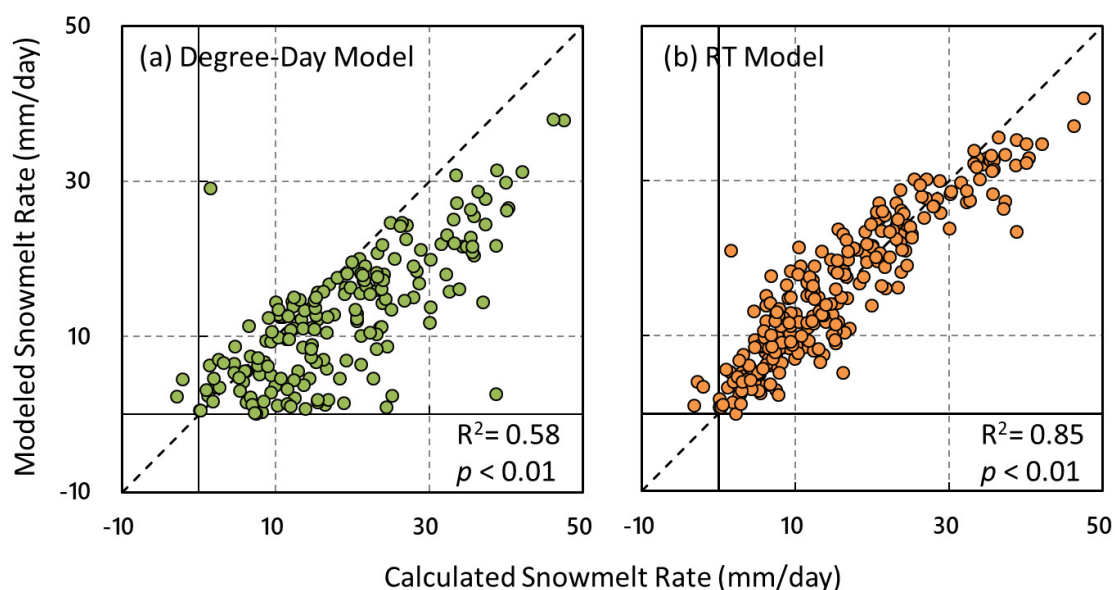 Modeled Snowmelt Rate (mm/day)
50
30
10
-10
(a) Degree-Day Model
R²= 0.58
p < 0.01
-10
10
30
50
(b) RT Model
R²= 0.85
p < 0.01
-10
10
30
50
Calculated Snowmelt Rate (mm/day)